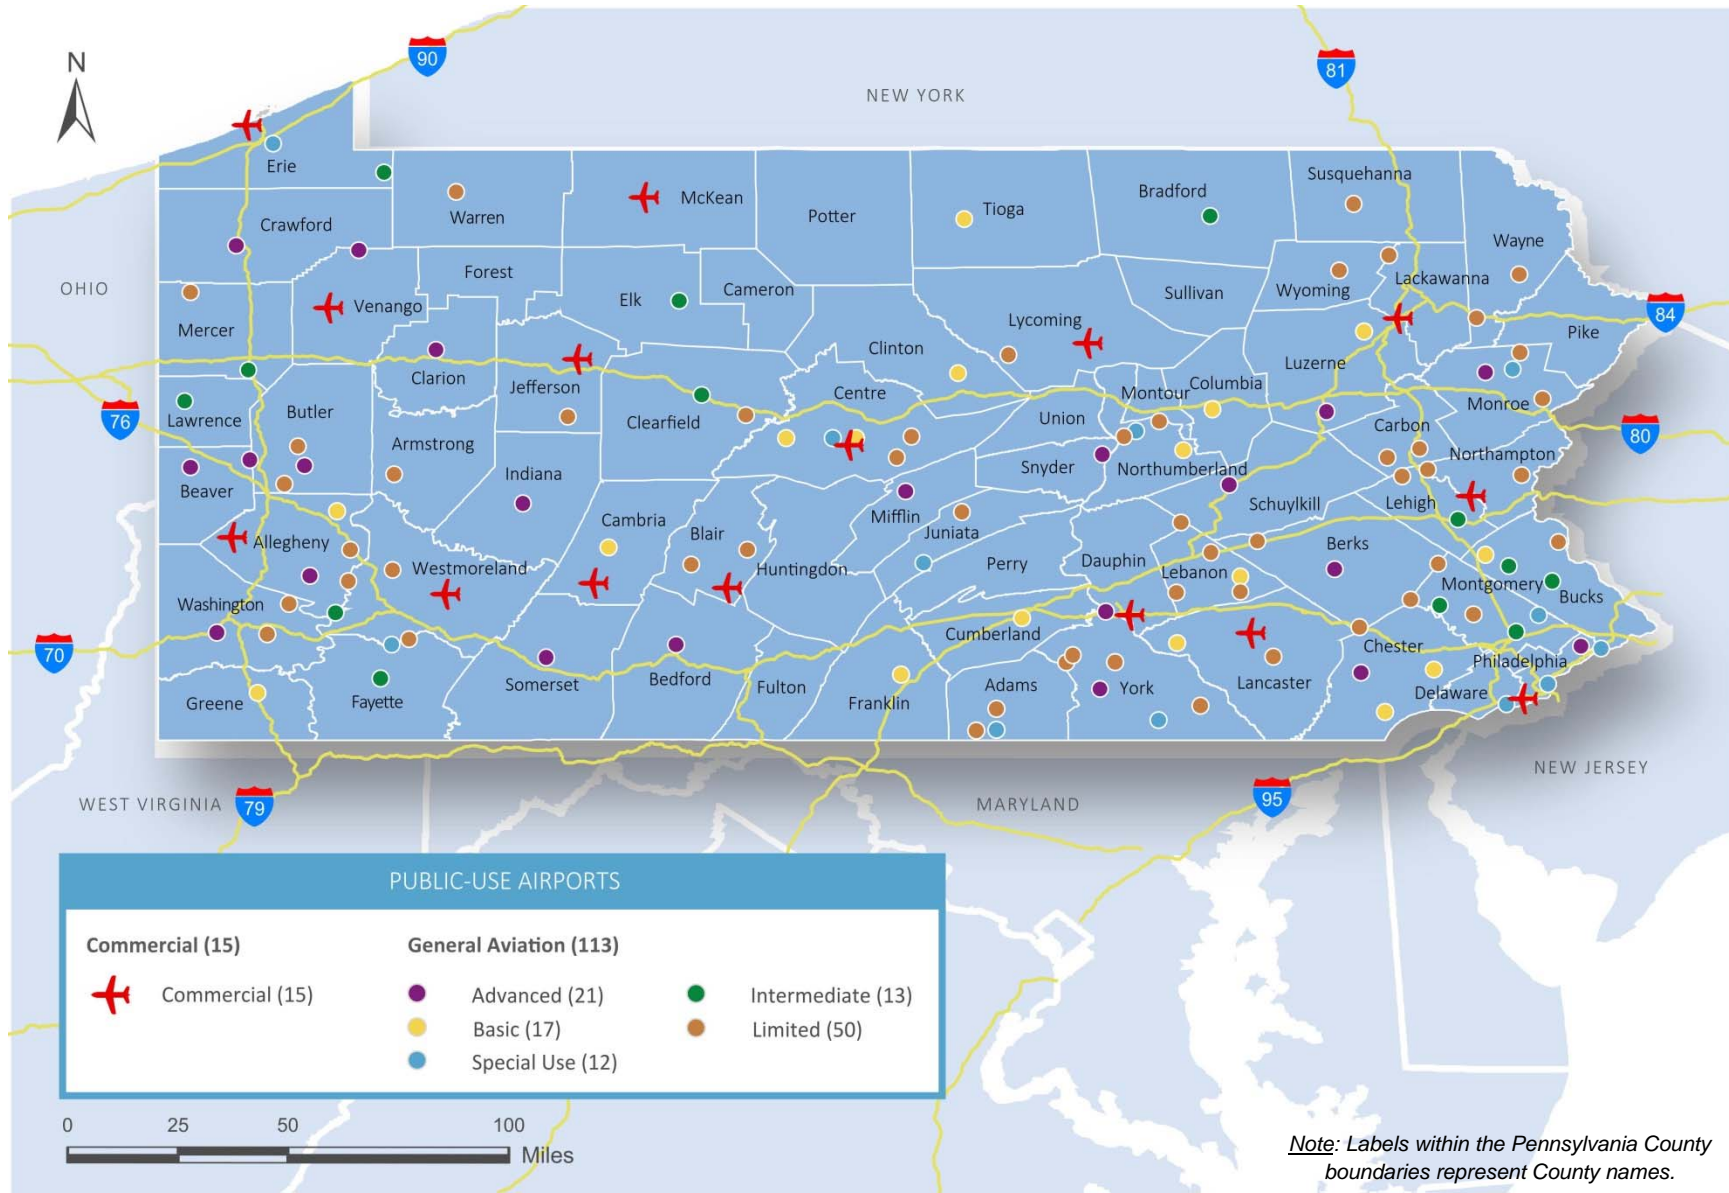 N
90
81
NEW YORK
Erie
Warren
McKean
Potter
Tioga
Bradford
Susquehanna
Crawford
Wayne
OHIO
Forest
Venango
Elk
Cameron
Sullivan
Wyoming
Lackawanna
Mercer
Lycoming
84
Pike
Clinton
Luzerne
Clarion
Jefferson
Centre
Montour
Columbia
Monroe
76
Lawrence
Butler
Clearfield
Union
Carbon
80
Armstrong
Indiana
Snyder
Northumberland
Northampton
Beaver
Schuylkill
Lehigh
Cambria
Blair
Mifflin
Juniata
Allegheny
Westmoreland
Huntingdon
Perry
Dauphin
Lebanon
Berks
Montgomery
Bucks
Washington
Cumberland
Chester
70
Philadelphia
Greene
Fayette
Somerset
Bedford
Fulton
Franklin
Adams
York
Lancaster
Delaware
NEW JERSEY
WEST VIRGINIA
79
MARYLAND
95
PUBLIC-USE AIRPORTS
Commercial (15)
General Aviation (113)
Commercial (15)
Advanced (21)
Intermediate (13)
Basic (17)
Limited (50)
Special Use (12)
0 25 50 100
Miles
Note: Labels within the Pennsylvania County
boundaries represent County names.